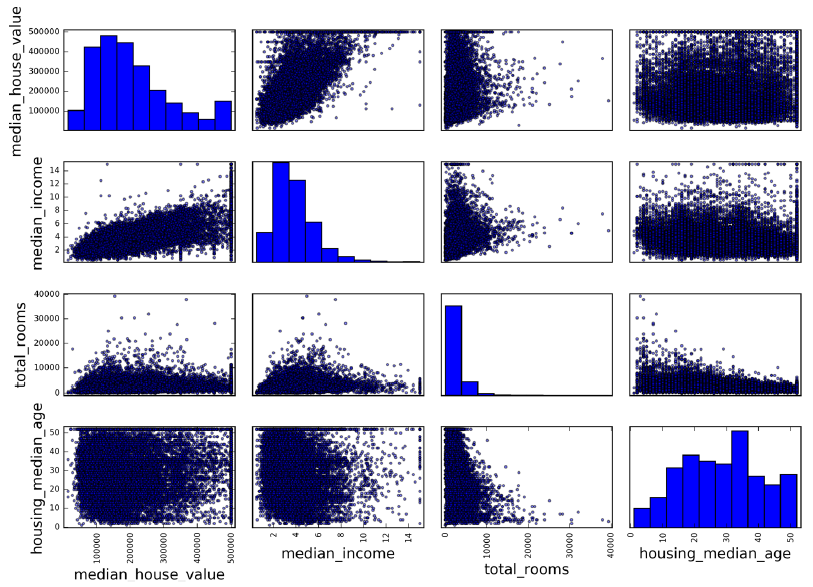 median_house_value
500000
400000
300000
200000
100000
median_income
14
12
10
8
6
4
2
total_rooms
40000
30000
20000
10000
0
housing_median_age
50
40
30
20
10
0
100000 200000 300000 400000 500000
median_house_value
2 4 6 8 10 12 14
median_income
0 10000 20000 30000 40000
total_rooms
0 10 20 30 40 50
housing_median_age